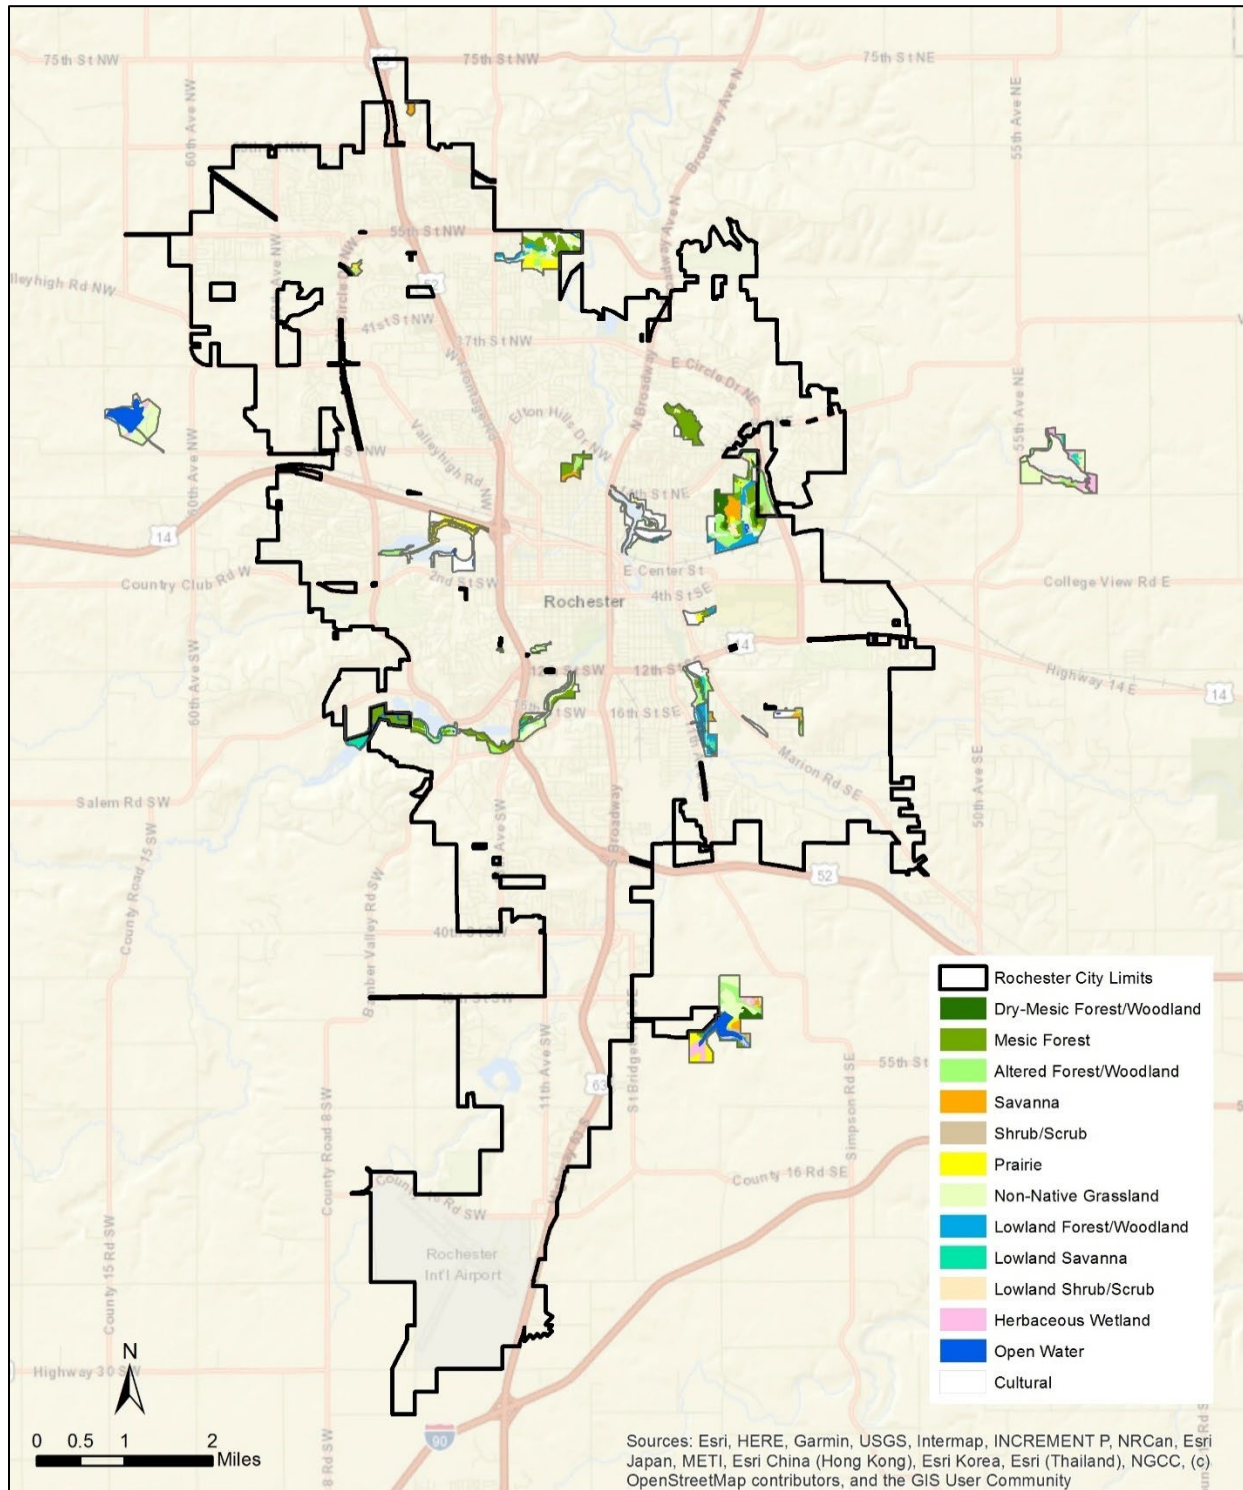 75th St NW
75th St NW
75th St NE
60th Ave NW
Broadway Ave N
55th Ave NE
55th St NW
52
41st St NW
37th St NW
E Circle Dr NE
W Frontage Rd
N Broadway
Elton Hills Dr NW
Valleyhigh Rd NW
60th Ave NW
55th Ave NE
14
Country Club Rd W
2nd St SW
E Center St
4th St SE
College View Rd E
Rochester
14
Highway 14 E
14
60th Ave SW
12th St SW
16th St SE
Marion Rd SE
50th Ave SE
Salem Rd SW
S Broadway
52
County Road 15 SW
Bamber Valley Rd SW
40th St SW
11th Ave SW
63
55th St
Simpson Rd SE
County Road 8 SW
County 16 Rd SE
Rochester
Int'l Airport
County 15 Rd SW
Highway 30 SW
90
Rochester City Limits
Dry-Mesic Forest/Woodland
Mesic Forest
Altered Forest/Woodland
Savanna
Shrub/Scrub
Prairie
Non-Native Grassland
Lowland Forest/Woodland
Lowland Savanna
Lowland Shrub/Scrub
Herbaceous Wetland
Open Water
Cultural
N
0 0.5 1 2
Miles
Sources: Esri, HERE, Garmin, USGS, Intermap, INCREMENT P, NRCan, Esri
Japan, METI, Esri China (Hong Kong), Esri Korea, Esri (Thailand), NGCC, (c)
OpenStreetMap contributors, and the GIS User Community